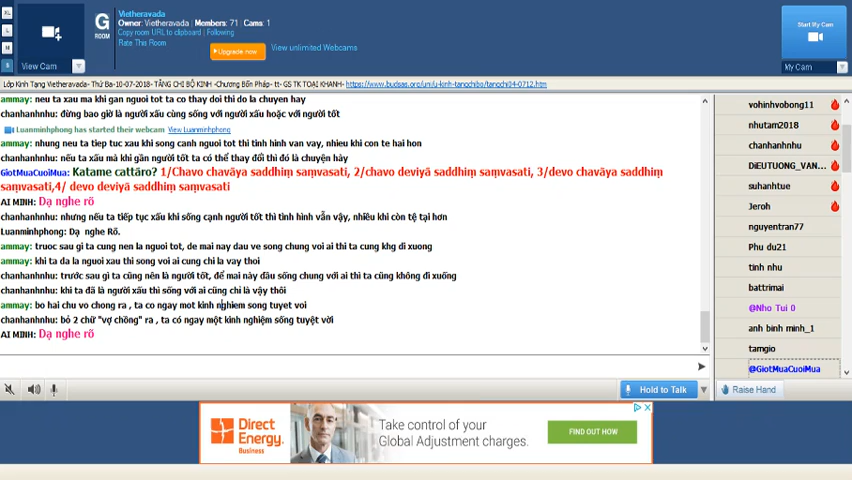 XL
L
M
S
View Cam
G
ROOM
Vietheravada
Owner: Vietheravada | Members: 71 | Cams: 1
Copy room URL to clipboard | Following
Rate This Room
Upgrade now
View unlimited Webcams
Start My Cam
My Cam
Lớp Kinh Tạng Vietheravada- Thứ Ba-10-07-2018- TĂNG CHI BỘ KINH -Chương Bốn Pháp- tt- GS TK TOẠI KHANH- https://www.budsas.org/uni/u-kinh-tangchibo/tangchi04-0712.htm
ammay: neu ta xau ma khi gan nguoi tot ta co thay doi thi do la chuyen hay
chanhanhnhu: đừng bao giờ là người xấu cùng sống với người xấu hoặc với người tốt
Luanminhphong has started their webcam View Luanminhphong
ammay: nhung neu ta tiep tuc xau khi song canh nguoi tot thi tinh hinh van vay, nhieu khi con te hai hon
chanhanhnhu: nếu ta xấu mà khi gần người tốt ta có thể thay đổi thì đó là chuyện hay
GiotMuaCuoiMua: Katame cattāro? 1/Chavo chavāya saddhiṃ saṃvasati, 2/chavo deviyā saddhiṃ saṃvasati, 3/devo chavāya saddhiṃ
saṃvasati,4/ devo deviyā saddhiṃ saṃvasati
AI MINH: Dạ nghe rõ
chanhanhnhu: nhưng nếu ta tiếp tục xấu khi sống cạnh người tốt thì tình hình vẫn vậy, nhiều khi còn tệ tại hơn
Luanminhphong: Dạ nghe Rõ.
ammay: truoc sau gi ta cung nen la nguoi tot, de mai nay dau ve song chung voi ai thi ta cung khg di xuong
ammay: khi ta da la nguoi xau thi song voi ai cung chi la vay thoi
chanhanhnhu: trước sau gì ta cũng nên là người tốt, để mai này dầu sống chung với ai thì ta cũng không đi xuống
chanhanhnhu: khi ta đã là người xấu thì sống với ai cũng chỉ là vậy thôi
ammay: bo hai chu vo chong ra , ta co ngay mot kinh nghiem song tuyet voi
chanhanhnhu: bỏ 2 chữ "vợ chồng" ra , ta có ngay một kinh nghiệm sống tuyệt vời
AI MINH: Dạ nghe rõ
vohinhvobong11
nhutam2018
chanhanhnhu
DiEUTUONG_VAN...
suhanhtue
Jeroh
nguyentran77
Phu du21
tinh nhu
battrimai
@Nho Tui 0
anh binh minh_1
tamgio
@GiotMuaCuoiMua
Hold to Talk
Raise Hand
Direct Energy.
Business
Take control of your
Global Adjustment charges.
FIND OUT HOW